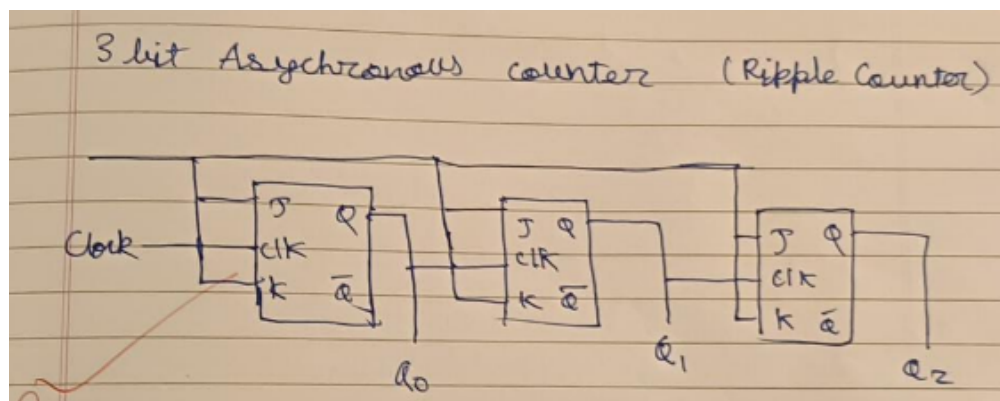 3 bit Asychronous counter (Ripple Counter)
J Q J Q J Q
Clock clk clk clk
K Q̅ K Q̅ K Q̅
Q0 Q1 Q2